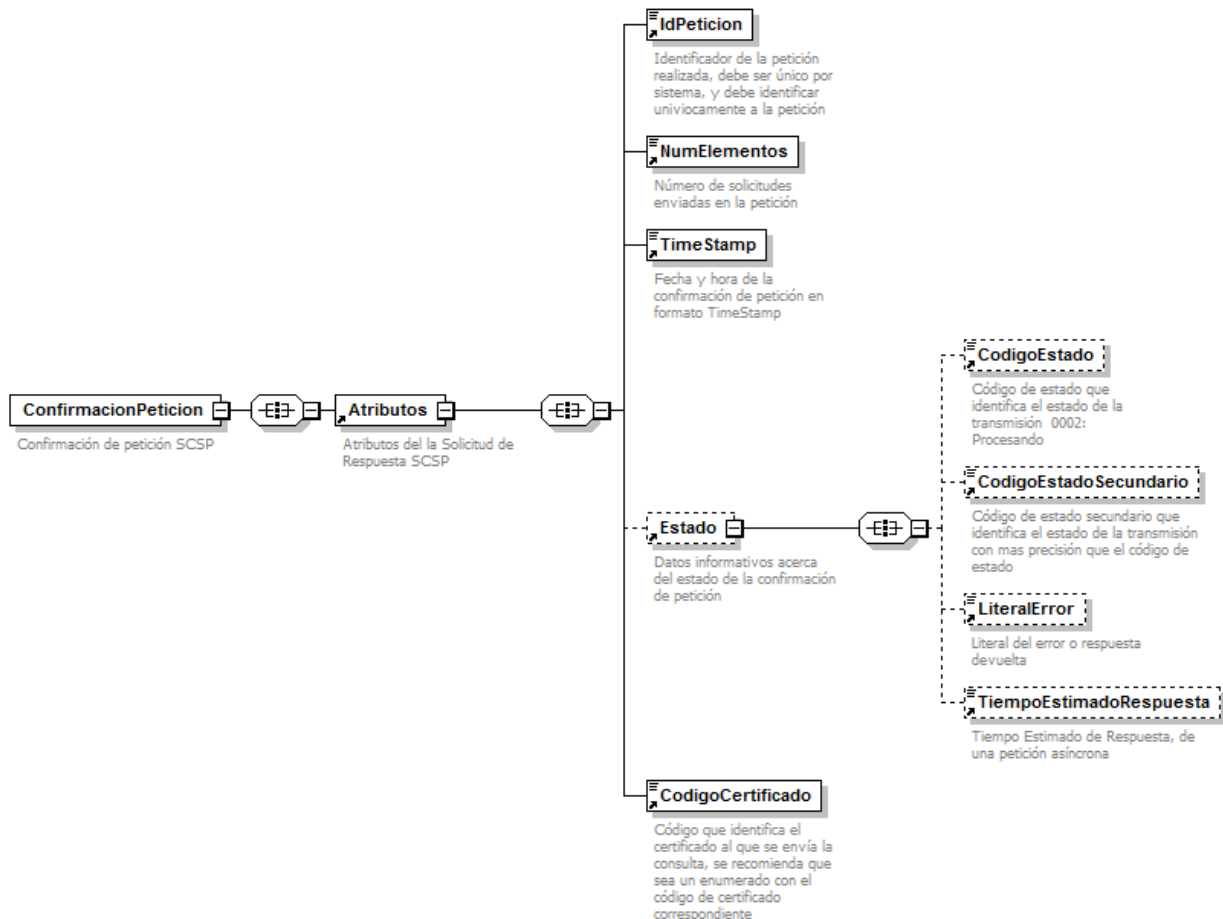 IdPeticion
Identificador de la petición
realizada, debe ser único por
sistema, y debe identificar
univiocamente a la petición
NumElementos
Número de solicitudes
enviadas en la petición
TimeStamp
Fecha y hora de la
confirmación de petición en
formato TimeStamp
ConfirmacionPeticion
Confirmación de petición SCSP
Atributos
Atributos del la Solicitud de
Respuesta SCSP
Estado
Datos informativos acerca
del estado de la confirmación
de petición
CodigoEstado
Código de estado que
identifica el estado de la
transmisión 0002:
Procesando
CodigoEstadoSecundario
Código de estado secundario que
identifica el estado de la transmisión
con mas precisión que el código de
estado
LiteralError
Literal del error o respuesta
devuelta
TiempoEstimadoRespuesta
Tiempo Estimado de Respuesta, de
una petición asíncrona
CodigoCertificado
Código que identifica el
certificado al que se envía la
consulta, se recomienda que
sea un enumerado con el
código de certificado
correspondiente